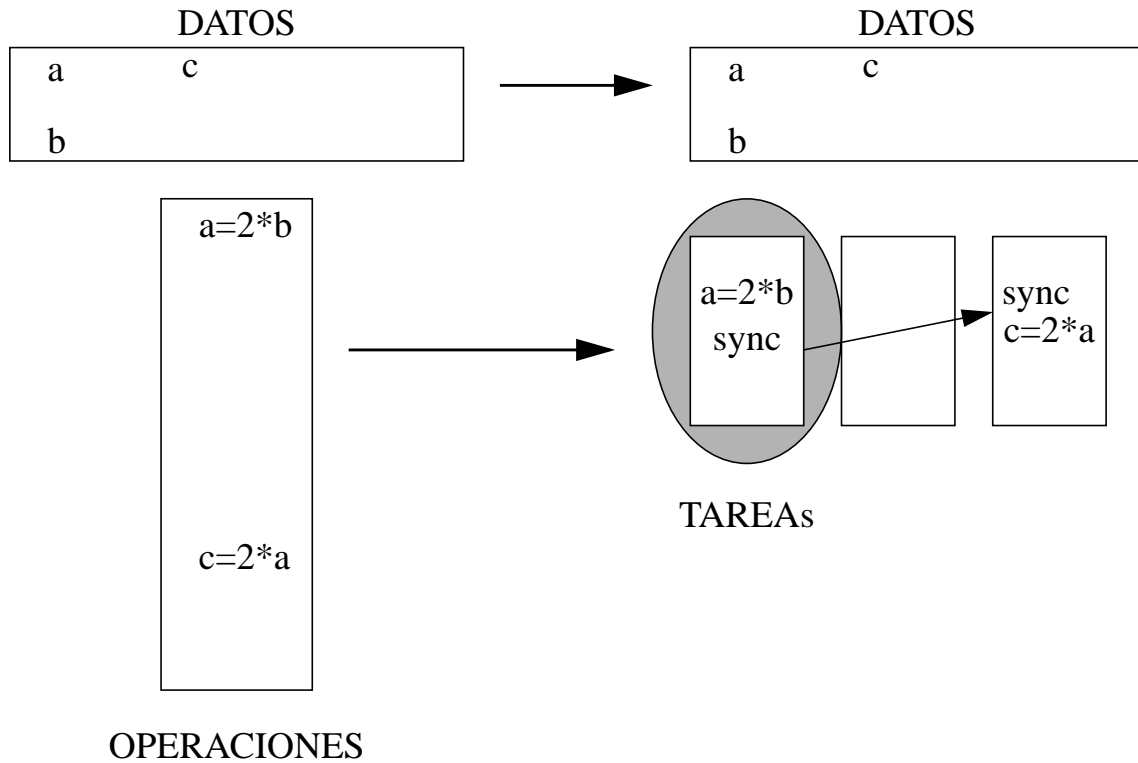 DATOS
a c
b
OPERACIONES
a=2*b
c=2*a
DATOS
a c
b
a=2*b
sync
sync
c=2*a
TAREAs